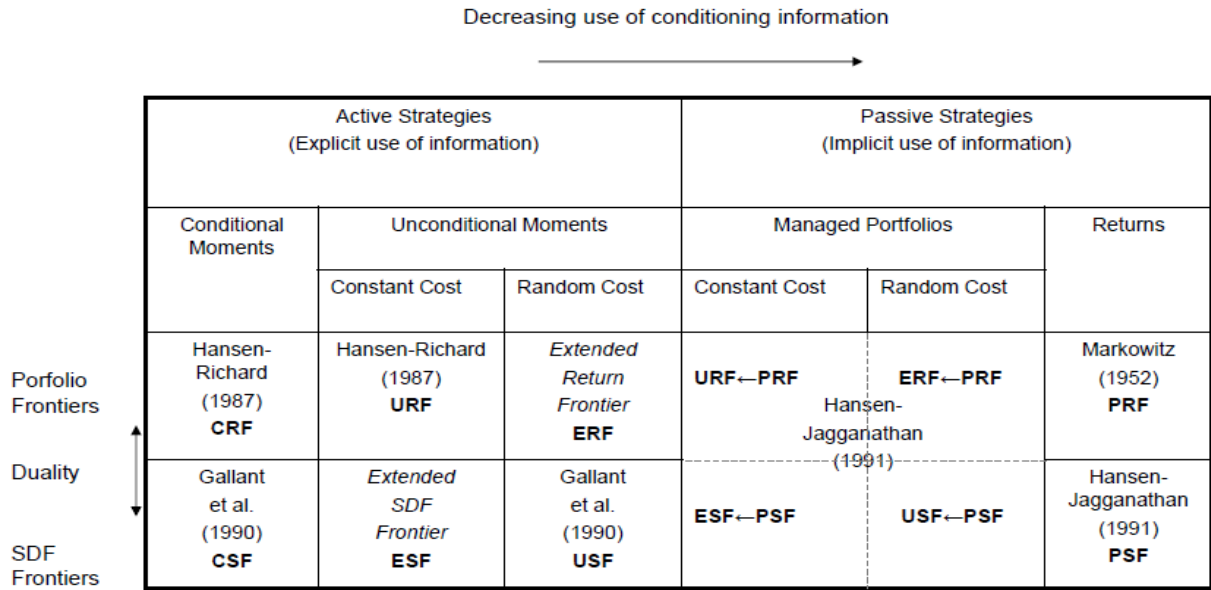 Decreasing use of conditioning information
Active Strategies
(Explicit use of information)
Passive Strategies
(Implicit use of information)
Conditional
Moments
Unconditional Moments
Managed Portfolios
Returns
Constant Cost
Random Cost
Constant Cost
Random Cost
Porfolio
Frontiers
Hansen-
Richard
(1987)
CRF
Hansen-Richard
(1987)
URF
Extended
Return
Frontier
ERF
URF←PRF
ERF←PRF
Hansen-
Jagganathan
(1991)
Markowitz
(1952)
PRF
Duality
SDF
Frontiers
Gallant
et al.
(1990)
CSF
Extended
SDF
Frontier
ESF
Gallant
et al.
(1990)
USF
ESF←PSF
USF←PSF
Hansen-
Jagganathan
(1991)
PSF